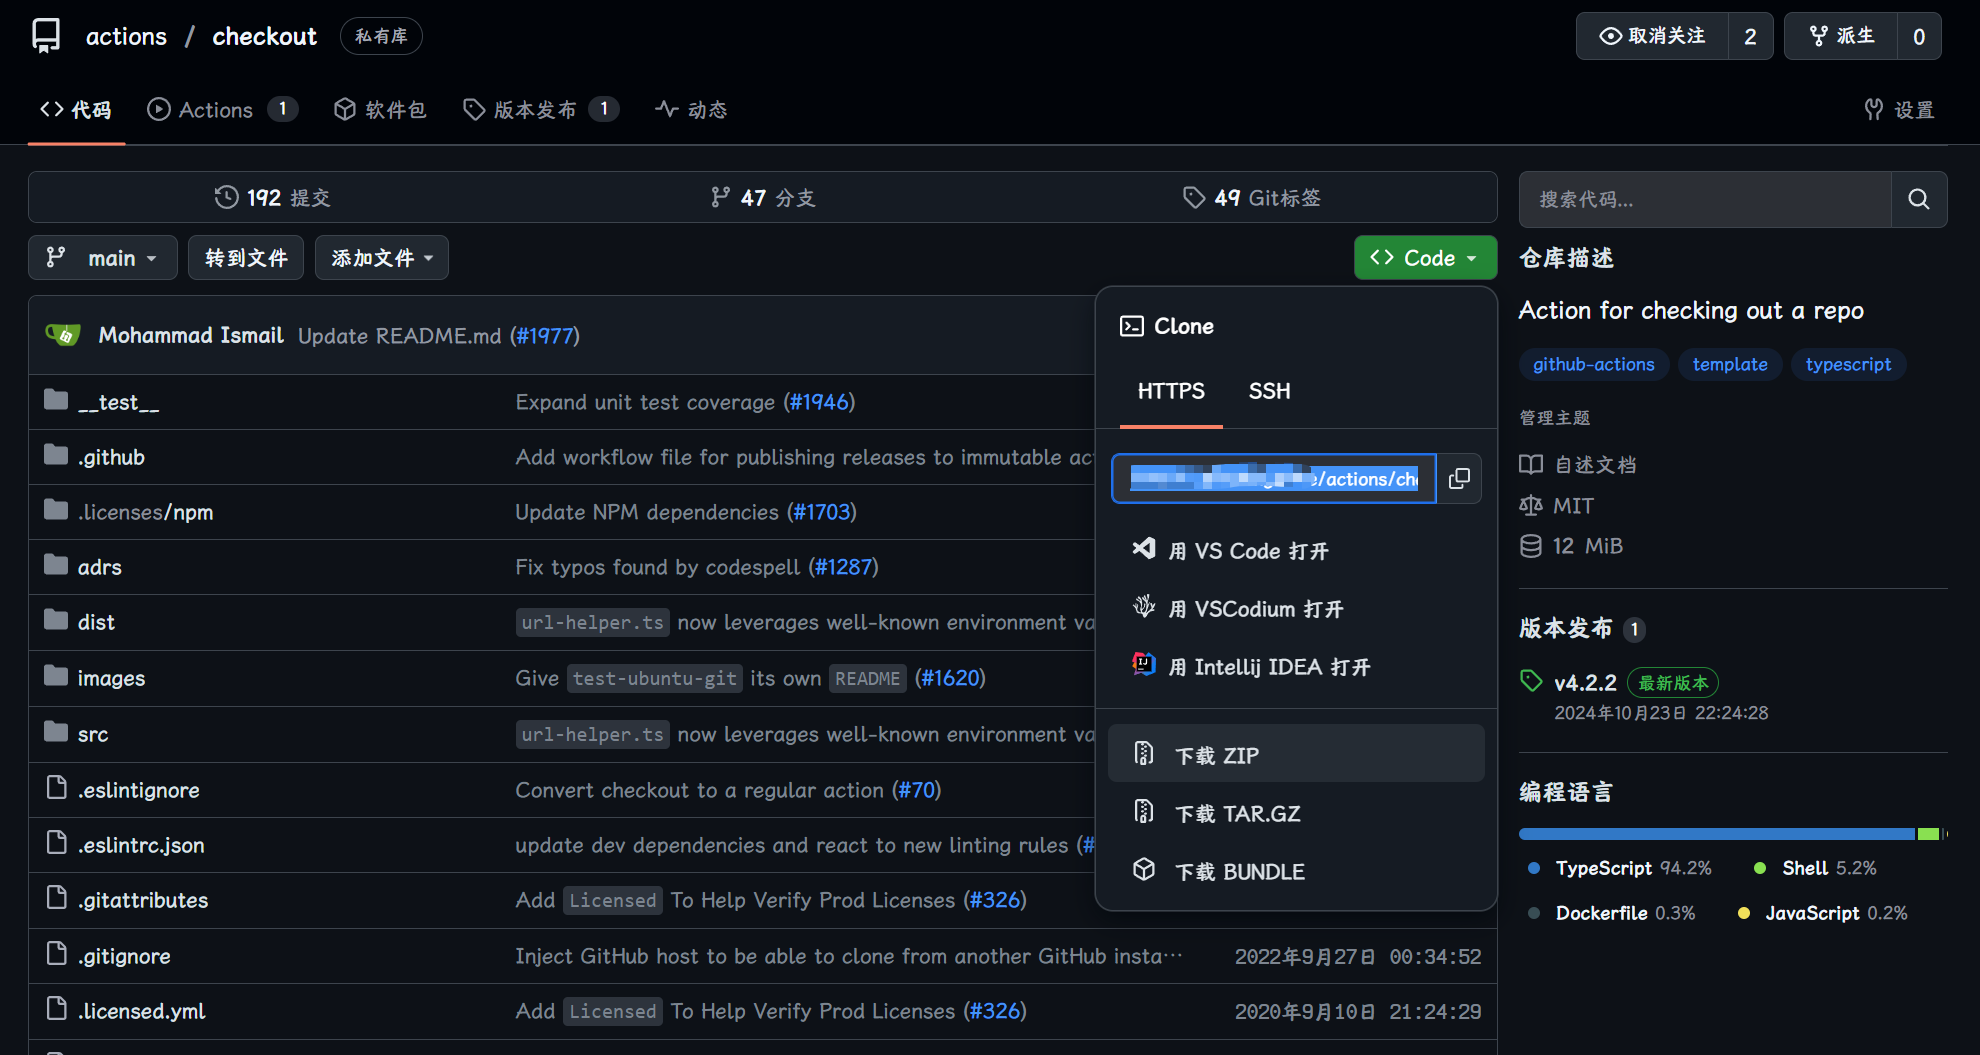 actions / checkout 私有库
取消关注 2 派生 0
代码 Actions 1 软件包 版本发布 1 动态 设置
192 提交 47 分支 49 Git标签
搜索代码...
main 转到文件 添加文件 Code
仓库描述
Action for checking out a repo
github-actions template typescript
管理主题
自述文档
MIT
12 MiB
版本发布 1
v4.2.2 最新版本
2024年10月23日 22:24:28
编程语言
TypeScript 94.2% Shell 5.2%
Dockerfile 0.3% JavaScript 0.2%
Clone
HTTPS SSH
/actions/che
用 VS Code 打开
用 VSCodium 打开
用 Intellij IDEA 打开
下载 ZIP
下载 TAR.GZ
下载 BUNDLE
Mohammad Ismail Update README.md (#1977)
__test__ Expand unit test coverage (#1946)
.github Add workflow file for publishing releases to immutable ac
.licenses/npm Update NPM dependencies (#1703)
adrs Fix typos found by codespell (#1287)
dist url-helper.ts now leverages well-known environment va
images Give test-ubuntu-git its own README (#1620)
src url-helper.ts now leverages well-known environment va
.eslintignore Convert checkout to a regular action (#70)
.eslintrc.json update dev dependencies and react to new linting rules (#
.gitattributes Add Licensed To Help Verify Prod Licenses (#326)
.gitignore Inject GitHub host to be able to clone from another GitHub insta… 2022年9月27日 00:34:52
.licensed.yml Add Licensed To Help Verify Prod Licenses (#326) 2020年9月10日 21:24:29